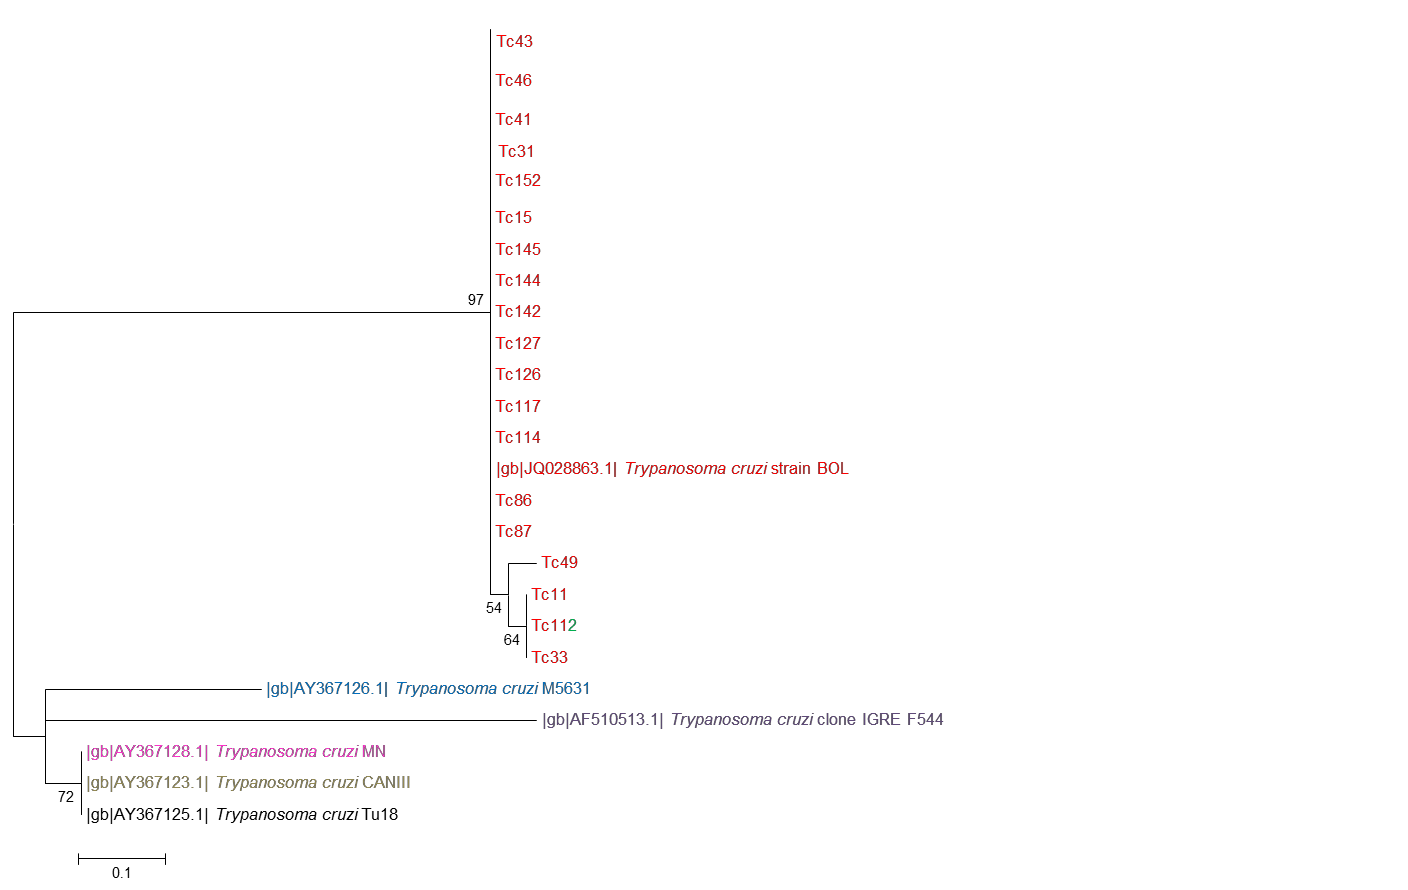 Tc43
Tc46
Tc41
Tc31
Tc152
Tc15
Tc145
Tc144
97
Tc142
Tc127
Tc126
Tc117
Tc114
|gb|JQ028863.1| Trypanosoma cruzi strain BOL
Tc86
Tc87
Tc49
Tc11
54
Tc112
64
Tc33
|gb|AY367126.1| Trypanosoma cruzi M5631
|gb|AF510513.1| Trypanosoma cruzi clone IGRE F544
|gb|AY367128.1| Trypanosoma cruzi MN
|gb|AY367123.1| Trypanosoma cruzi CANIII
72
|gb|AY367125.1| Trypanosoma cruzi Tu18
0.1